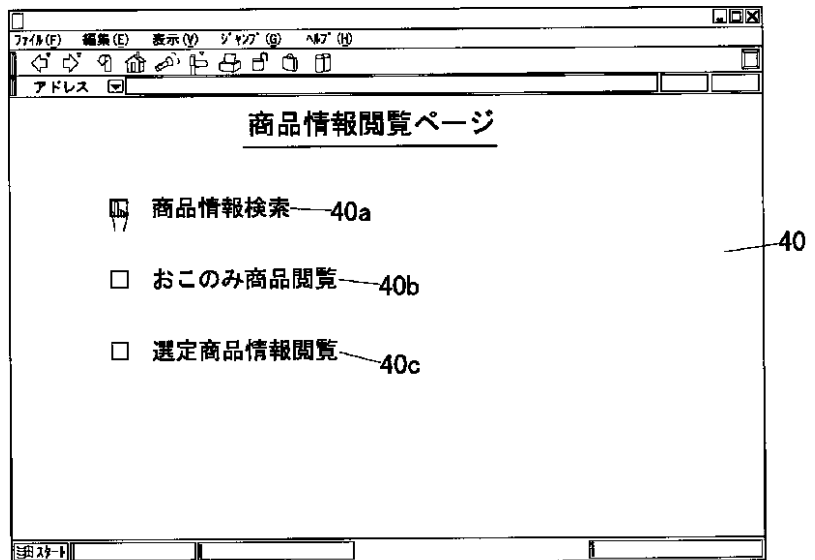 ファイル(F) 編集(E) 表示(V) ジャンプ(G) ヘルプ(H)
アドレス
商品情報閲覧ページ
商品情報検索 40a
40
おこのみ商品閲覧 40b
選定商品情報閲覧 40c
スタート